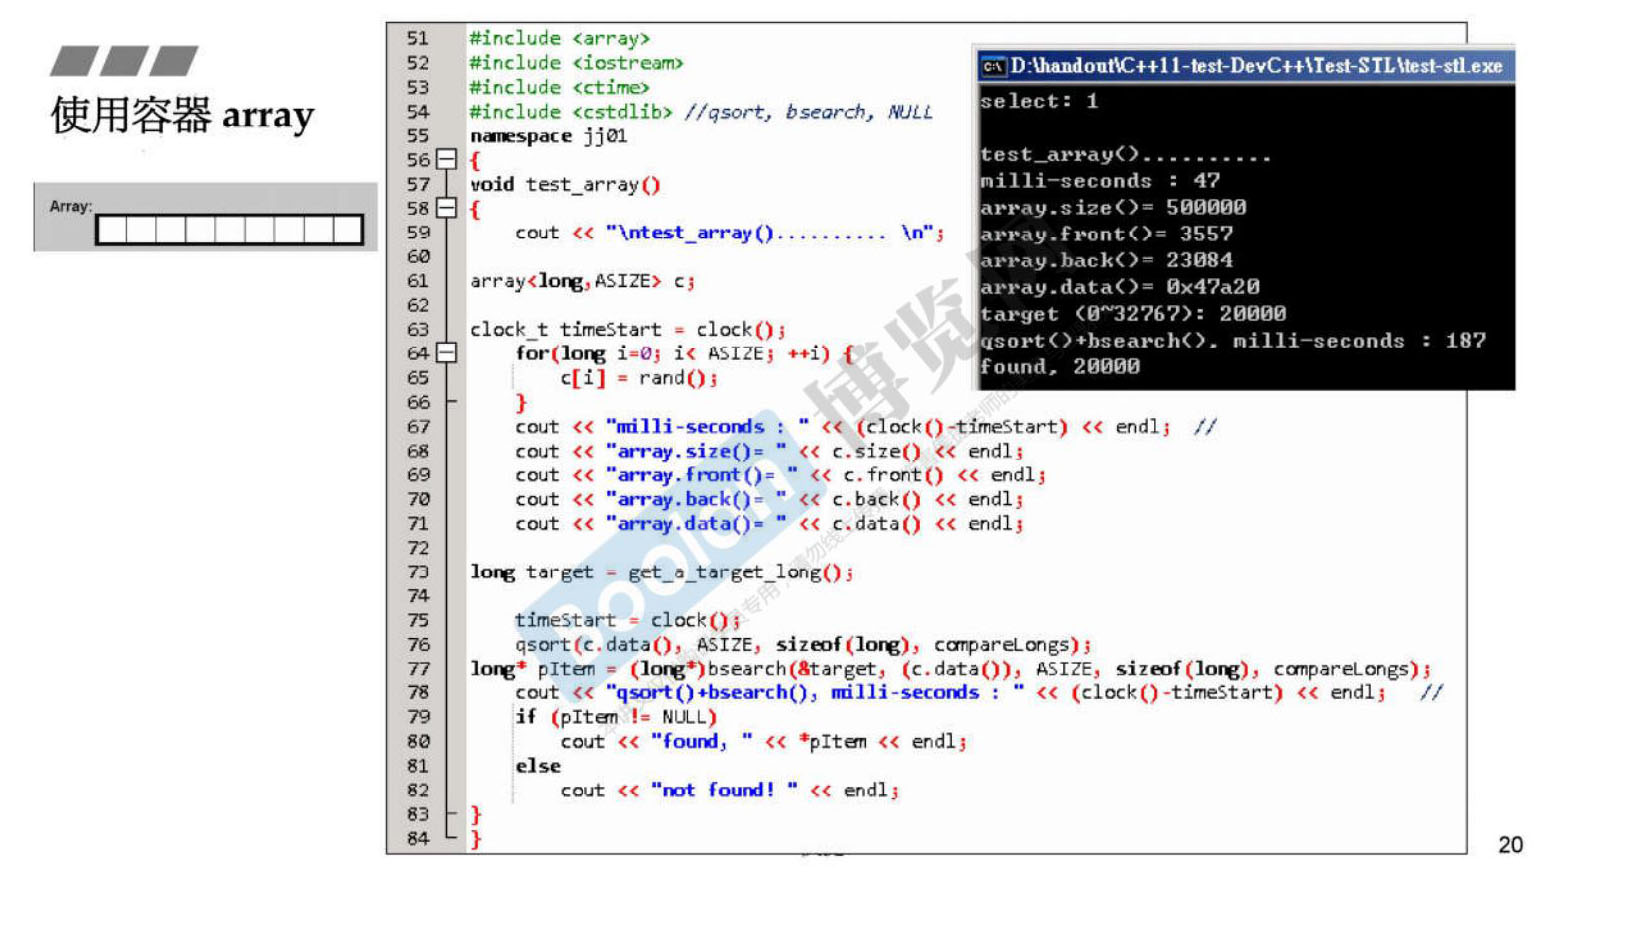 使用容器 array
Array:
51 #include <array>
52 #include <iostream>
53 #include <ctime>
54 #include <cstdlib> //qsort, bsearch, NULL
55 namespace jj01
56 {
57 void test_array()
58 {
59 cout << "\ntest_array().......... \n";
60
61 array<long,ASIZE> c;
62
63 clock_t timeStart = clock();
64 for(long i=0; i< ASIZE; ++i) {
65 c[i] = rand();
66 }
67 cout << "milli-seconds : " << (clock()-timeStart) << endl; //
68 cout << "array.size()= " << c.size() << endl;
69 cout << "array.front()= " << c.front() << endl;
70 cout << "array.back()= " << c.back() << endl;
71 cout << "array.data()= " << c.data() << endl;
72
73 long target = get_a_target_long();
74
75 timeStart = clock();
76 qsort(c.data(), ASIZE, sizeof(long), compareLongs);
77 long* pItem = (long*)bsearch(&target, (c.data()), ASIZE, sizeof(long), compareLongs);
78 cout << "qsort()+bsearch(), milli-seconds : " << (clock()-timeStart) << endl; //
79 if (pItem != NULL)
80 cout << "found, " << *pItem << endl;
81 else
82 cout << "not found! " << endl;
83 }
84 }
D:\handout\C++11-test-DevC++\Test-STL\test-stl.exe
select: 1
test_array()..........
milli-seconds : 47
array.size()= 500000
array.front()= 3557
array.back()= 23084
array.data()= 0x47a20
target (0~32767): 20000
qsort()+bsearch(), milli-seconds : 187
found, 20000
Boolan 博览网
20